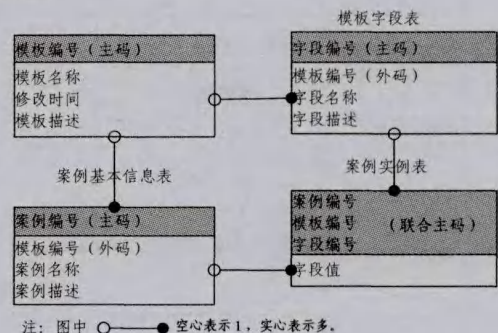 模板字段表
模板编号（主码）
模板名称
修改时间
模板描述
字段编号（主码）
模板编号（外码）
字段名称
字段描述
案例基本信息表
案例实例表
案例编号（主码）
模板编号（外码）
案例名称
案例描述
案例编号
模板编号 （联合主码）
字段编号
字段值
注: 图中 空心表示1，实心表示多。